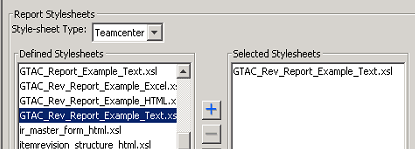 Report Stylesheets
Style-sheet Type: Teamcenter
Defined Stylesheets
GTAC_Report_Example_Text.xsl
GTAC_Rev_Report_Example_Excel.xs
GTAC_Rev_Report_Example_HTML.x
GTAC_Rev_Report_Example_Text.xs
ir_master_form_html.xsl
itemrevision_structure_html.xsl
Selected Stylesheets
GTAC_Rev_Report_Example_Text.xsl